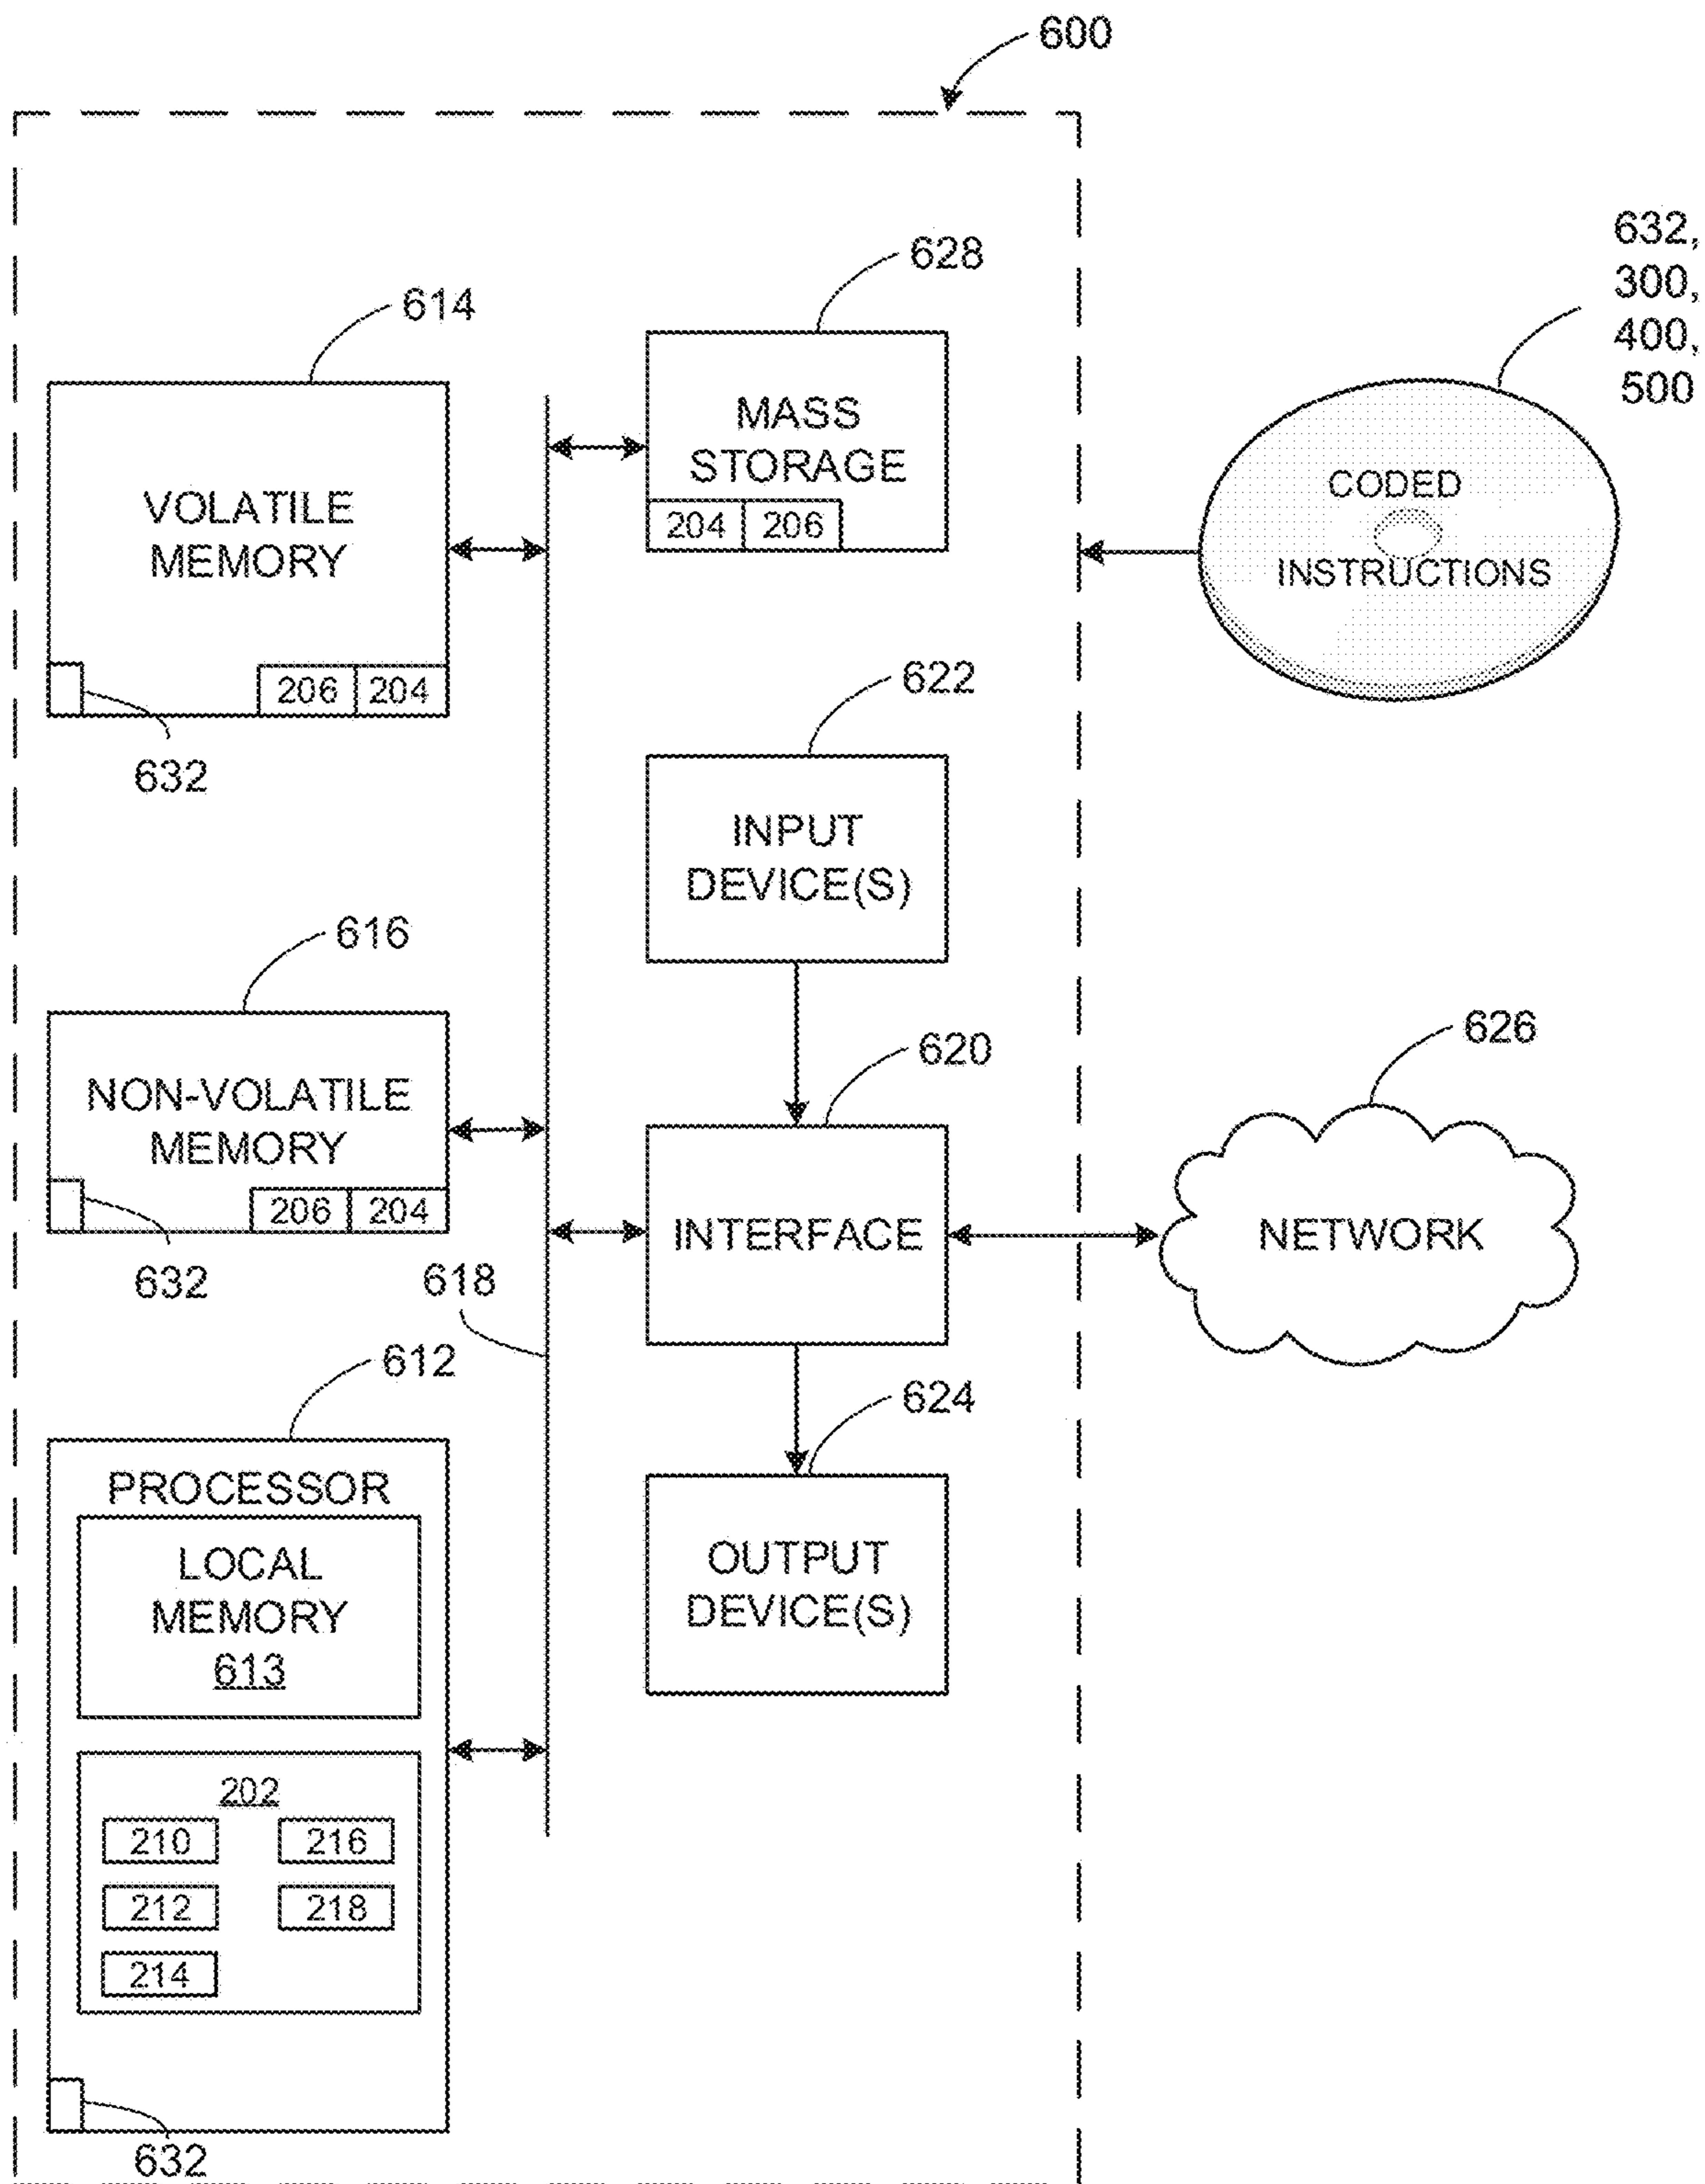 600
632,
300,
400,
500
628
614
MASS
STORAGE
204 206
VOLATILE
MEMORY
206 204
632
CODED
INSTRUCTIONS
622
INPUT
DEVICE(S)
616
NON-VOLATILE
MEMORY
206 204
632
620
INTERFACE
626
NETWORK
618
612
PROCESSOR
LOCAL
MEMORY
613
202
210 216
212 218
214
632
624
OUTPUT
DEVICE(S)